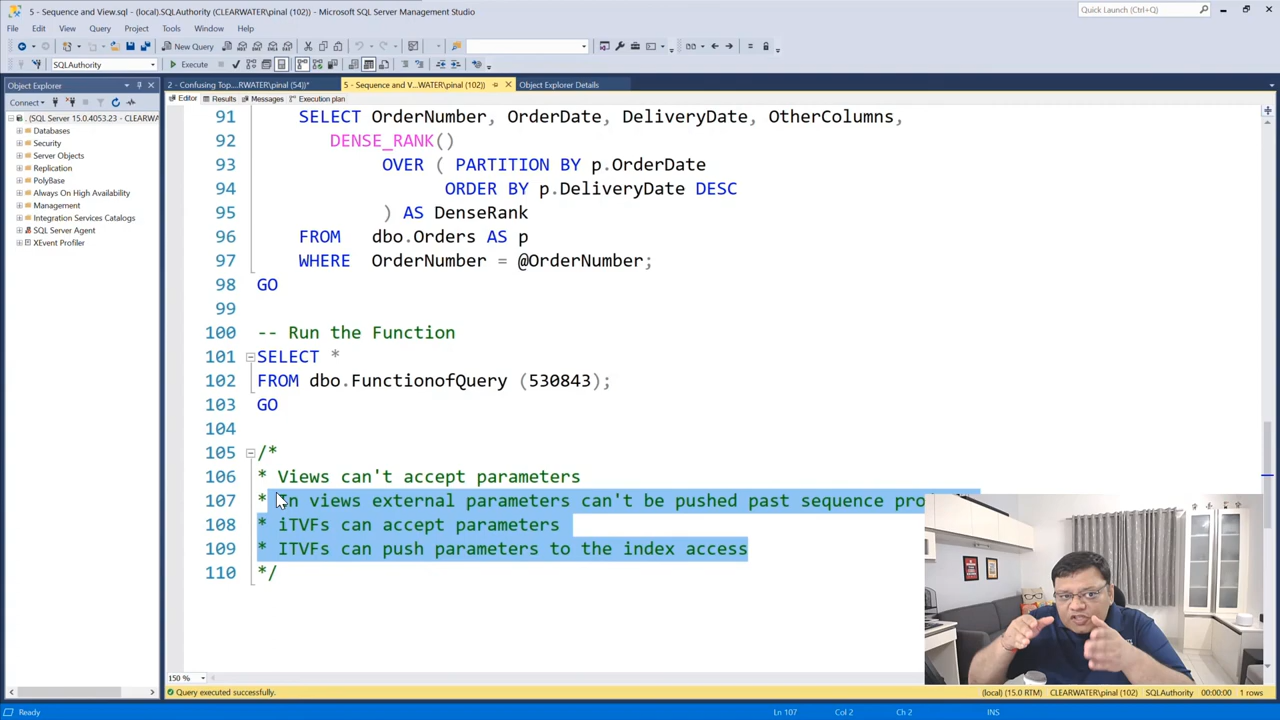 5 - Sequence and View.sql - (local).SQLAuthority (CLEARWATER\pinal (102)) - Microsoft SQL Server Management Studio
Quick Launch (Ctrl+Q)
File Edit View Query Project Tools Window Help
New Query
SQLAuthority Execute
Object Explorer
2 - Confusing Top....RWATER\pinal (54))*
5 - Sequence and V...WATER\pinal (102))
Object Explorer Details
Connect
Editor Results Messages Execution plan
. (SQL Server 15.0.4053.23 - CLEARWA
Databases
Security
Server Objects
Replication
PolyBase
Always On High Availability
Management
Integration Services Catalogs
SQL Server Agent
XEvent Profiler
91 SELECT OrderNumber, OrderDate, DeliveryDate, OtherColumns,
92 DENSE_RANK()
93 OVER ( PARTITION BY p.OrderDate
94 ORDER BY p.DeliveryDate DESC
95 ) AS DenseRank
96 FROM dbo.Orders AS p
97 WHERE OrderNumber = @OrderNumber;
98 GO
99
100 -- Run the Function
101 SELECT *
102 FROM dbo.FunctionofQuery (530843);
103 GO
104
105 /*
106 * Views can't accept parameters
107 * In views external parameters can't be pushed past sequence
108 * iTVFs can accept parameters
109 * ITVFs can push parameters to the index access
110 */
150 %
Query executed successfully.
(local) (15.0 RTM) CLEARWATER\pinal (102) SQLAuthority 00:00:00 1 rows
Ready Ln 107 Col 2 Ch 2 INS